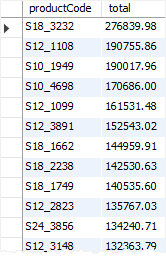 productCode total
S18_3232 276839.98
S12_1108 190755.86
S10_1949 190017.96
S10_4698 170686.00
S12_1099 161531.48
S12_3891 152543.02
S18_1662 144959.91
S18_2238 142530.63
S18_1749 140535.60
S12_2823 135767.03
S24_3856 134240.71
S12_3148 132363.79